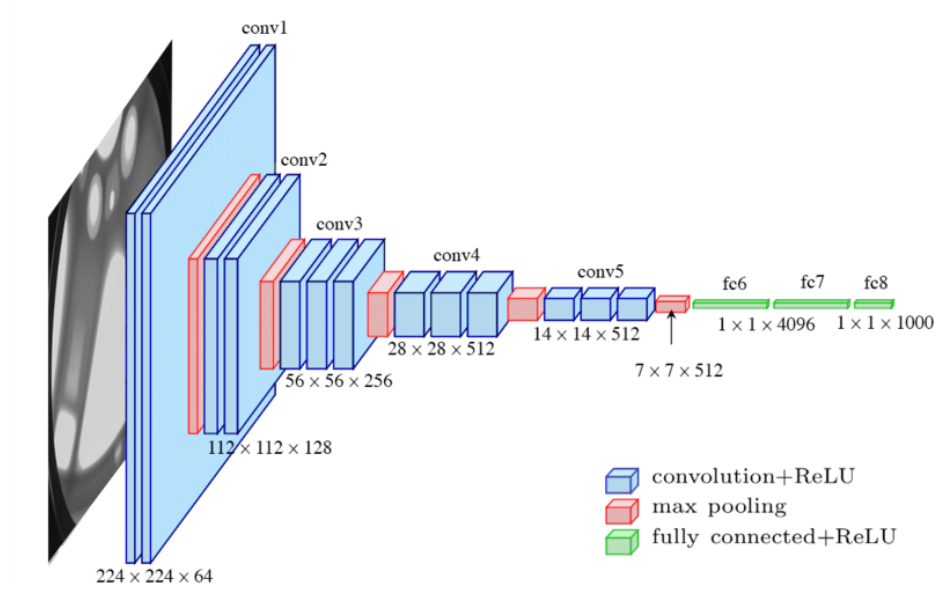 conv1
conv2
conv3
conv4
conv5
fc6
fc7
fc8
1 × 1 × 4096
1 × 1 × 1000
14 × 14 × 512
28 × 28 × 512
7 × 7 × 512
56 × 56 × 256
112 × 112 × 128
224 × 224 × 64
convolution+ReLU
max pooling
fully connected+ReLU